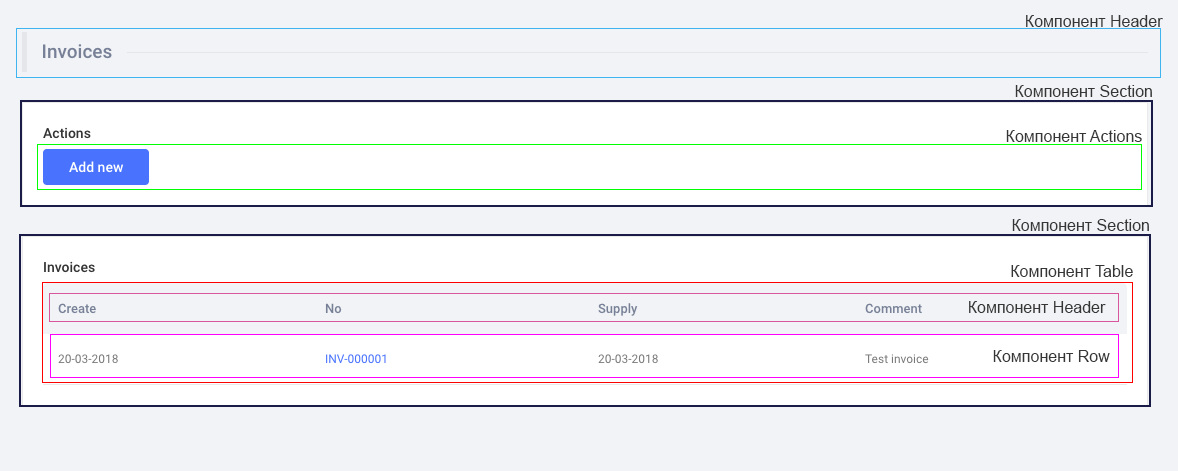 Компонент Header
Invoices
Компонент Section
Actions
Компонент Actions
Add new
Компонент Section
Invoices
Компонент Table
Create No Supply Comment Компонент Header
20-03-2018 INV-000001 20-03-2018 Test invoice Компонент Row